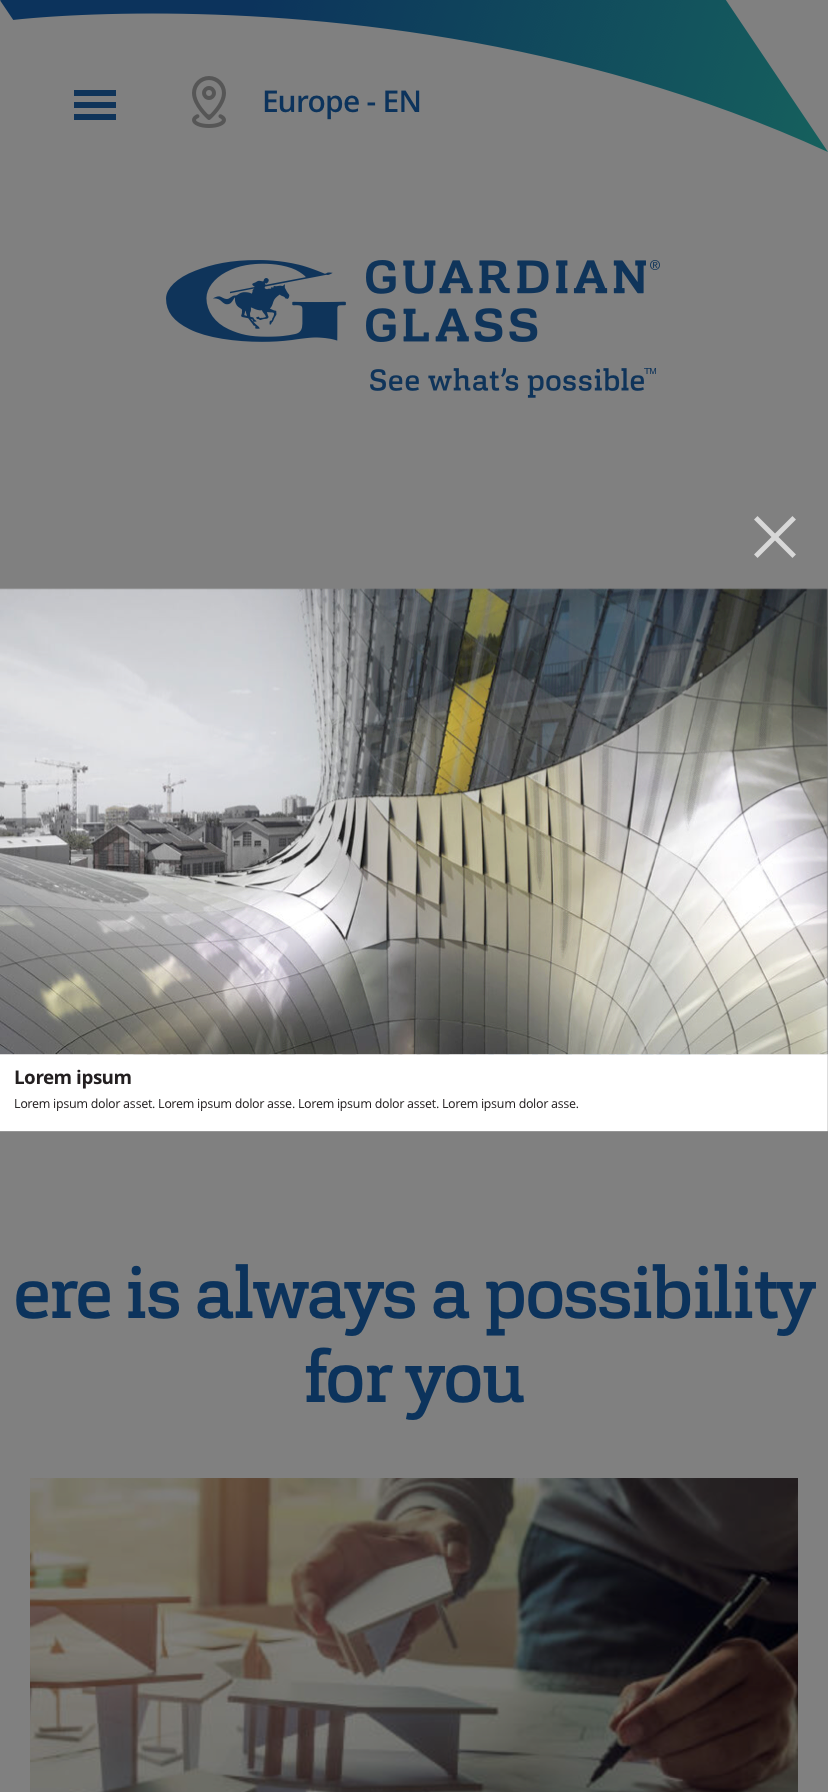 Europe - EN
GUARDIAN®
GLASS
See what's possible™
Lorem ipsum
Lorem ipsum dolor asset. Lorem ipsum dolor asse. Lorem ipsum dolor asset. Lorem ipsum dolor asse.
ere is always a possibility
for you